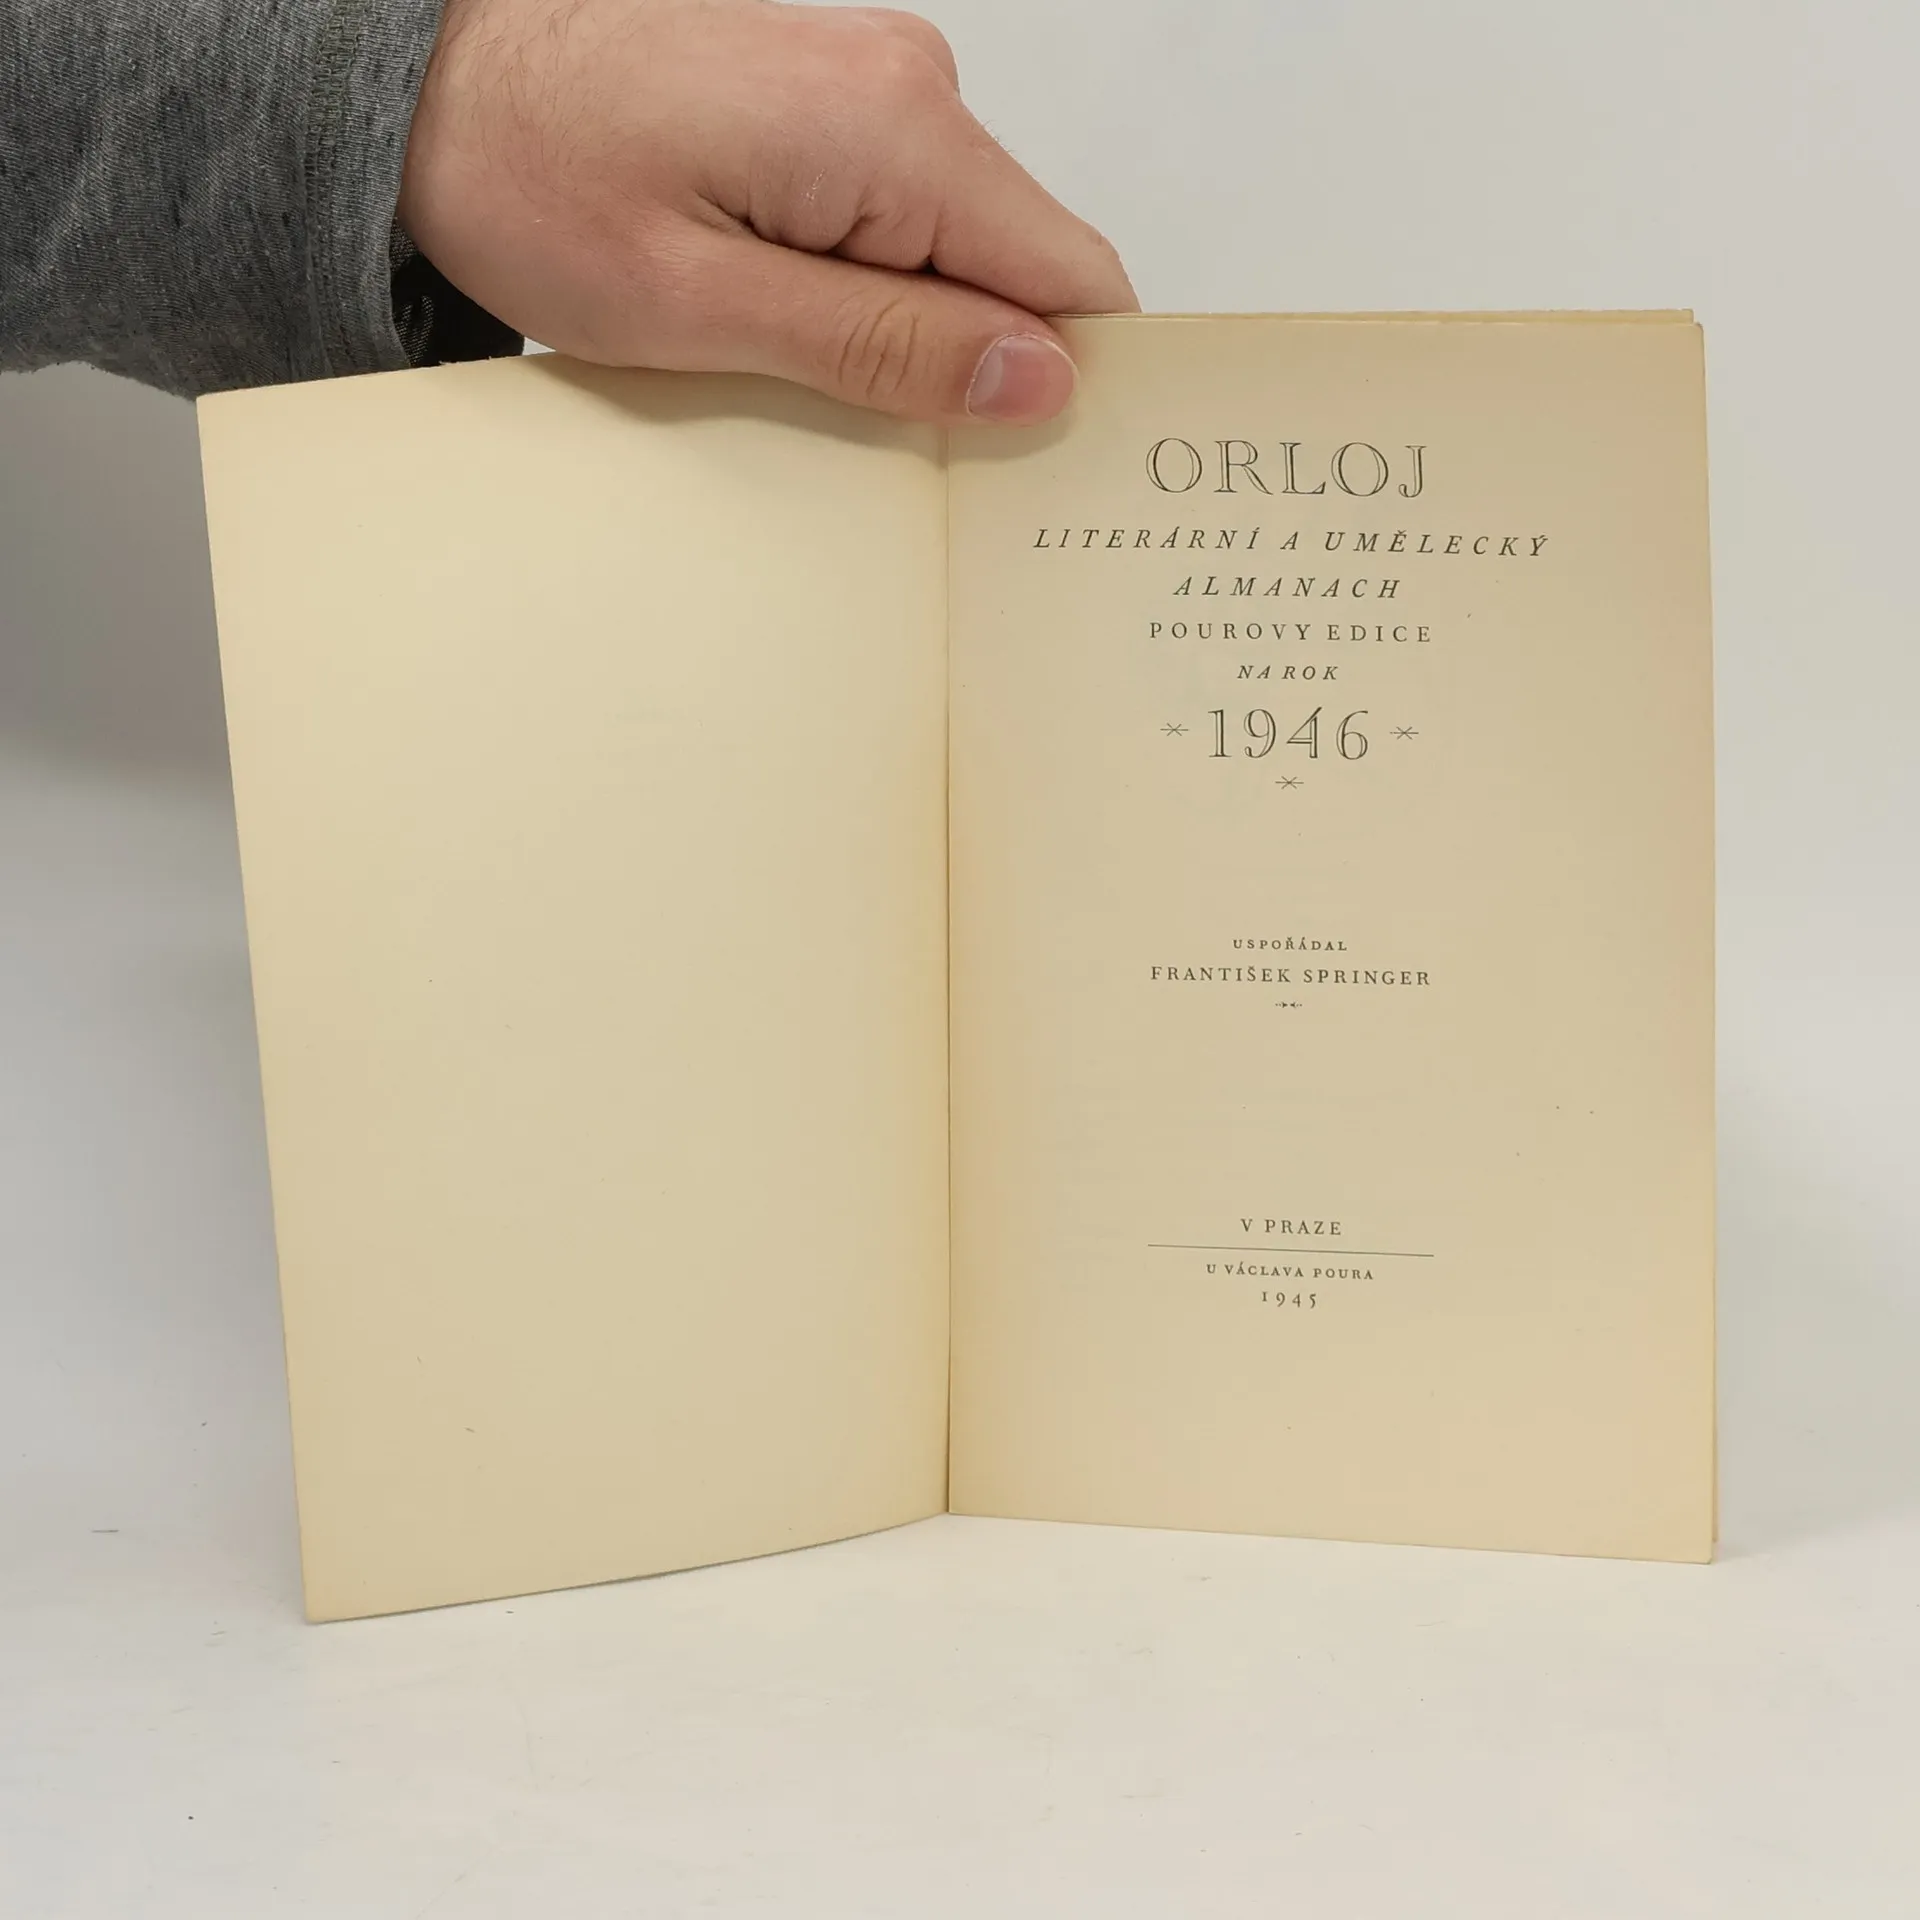 ORLOJ
LITERÁRNÍ A UMĚLECKÝ
ALMANACH
POUROVY EDICE
NA ROK
* 1946 *
*
USPOŘÁDAL
FRANTIŠEK SPRINGER
V PRAZE
U VÁCLAVA POURA
1945